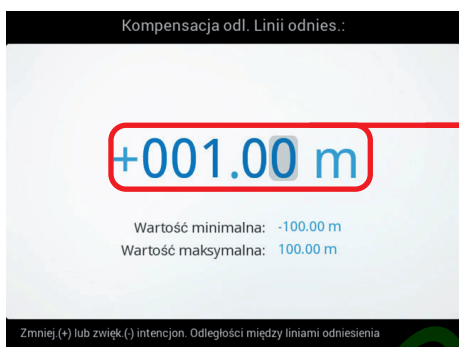 Kompensacja odl. Linii odnies.:
+001.00 m
Wartość minimalna: -100.00 m
Wartość maksymalna: 100.00 m
Zmniej.(+) lub zwięk.(-) intencjon. Odległości między liniami odniesienia